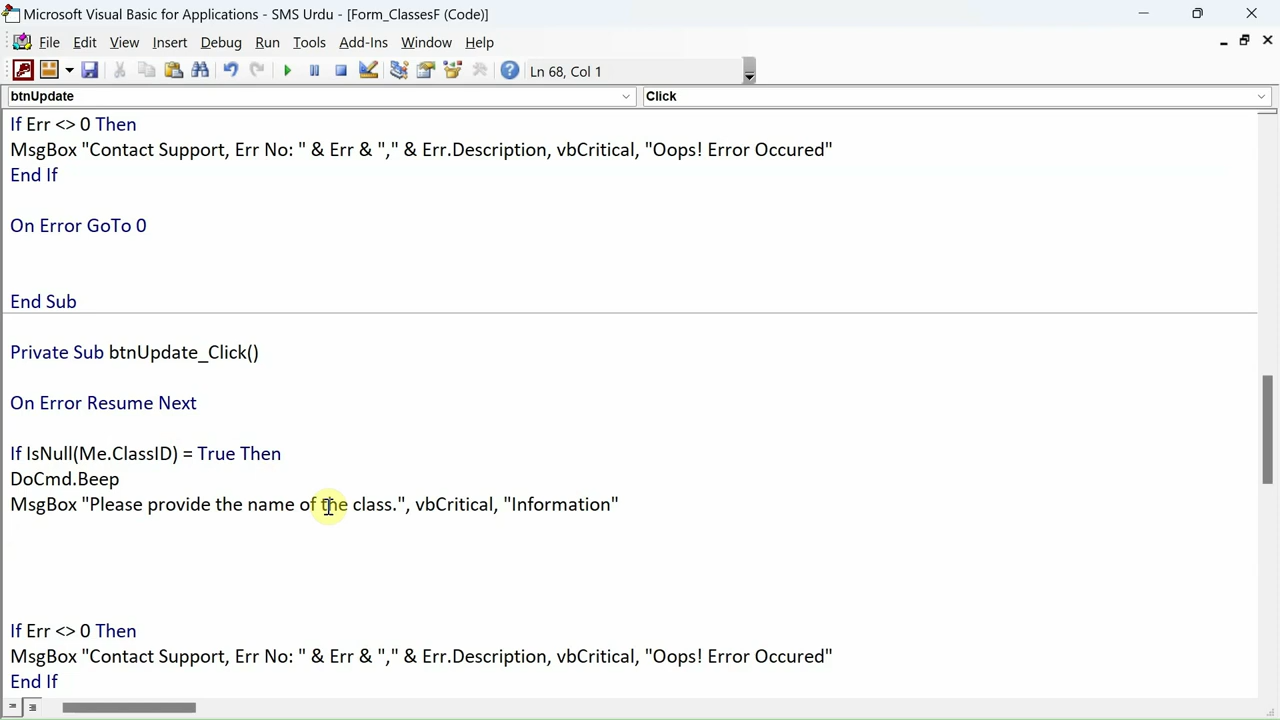 Microsoft Visual Basic for Applications - SMS Urdu - [Form_ClassesF (Code)]
File Edit View Insert Debug Run Tools Add-Ins Window Help
Ln 68, Col 1
btnUpdate Click
If Err <> 0 Then
MsgBox "Contact Support, Err No: " & Err & "," & Err.Description, vbCritical, "Oops! Error Occured"
End If
On Error GoTo 0
End Sub
Private Sub btnUpdate_Click()
On Error Resume Next
If IsNull(Me.ClassID) = True Then
DoCmd.Beep
MsgBox "Please provide the name of the class.", vbCritical, "Information"
If Err <> 0 Then
MsgBox "Contact Support, Err No: " & Err & "," & Err.Description, vbCritical, "Oops! Error Occured"
End If